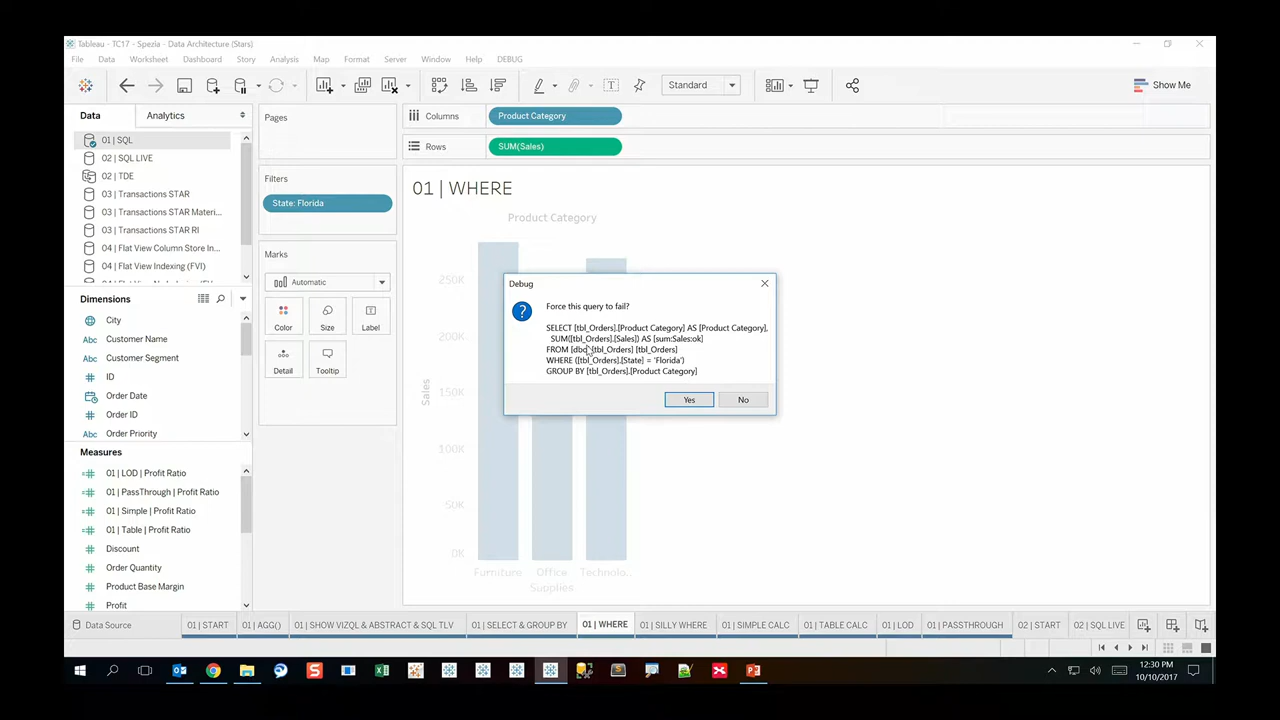 Tableau - TC17 - Spezia - Data Architecture (Stars)
File Data Worksheet Dashboard Story Analysis Map Format Server Window Help DEBUG
Standard
Show Me
Data Analytics
01 | SQL
02 | SQL LIVE
02 | TDE
03 | Transactions STAR
03 | Transactions STAR Materi...
03 | Transactions STAR RI
04 | Flat View Column Store In...
04 | Flat View Indexing (FVI)
Dimensions
City
Customer Name
Customer Segment
ID
Order Date
Order ID
Order Priority
Measures
01 | LOD | Profit Ratio
01 | PassThrough | Profit Ratio
01 | Simple | Profit Ratio
01 | Table | Profit Ratio
Discount
Order Quantity
Product Base Margin
Profit
Pages
Filters
State: Florida
Marks
Automatic
Color Size Label
Detail Tooltip
Columns Product Category
Rows SUM(Sales)
01 | WHERE
Product Category
250K
200K
150K
100K
50K
0K
Sales
Furniture Office Supplies Technolo...
Debug
Force this query to fail?
SELECT [tbl_Orders].[Product Category] AS [Product Category],
SUM([tbl_Orders].[Sales]) AS [sum:Sales:ok]
FROM [dbo].[tbl_Orders] [tbl_Orders]
WHERE ([tbl_Orders].[State] = 'Florida')
GROUP BY [tbl_Orders].[Product Category]
Yes No
Data Source 01 | START 01 | AGG() 01 | SHOW VIZQL & ABSTRACT & SQL TLV 01 | SELECT & GROUP BY 01 | WHERE 01 | SILLY WHERE 01 | SIMPLE CALC 01 | TABLE CALC 01 | LOD 01 | PASSTHROUGH 02 | START 02 | SQL LIVE
12:30 PM
10/10/2017